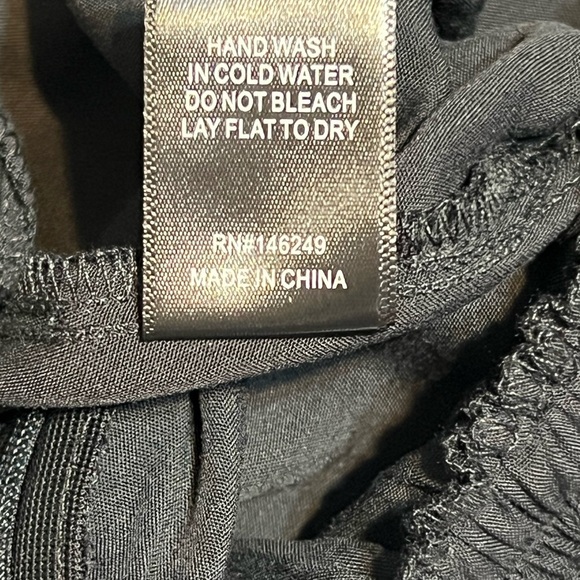 HAND WASH
IN COLD WATER
DO NOT BLEACH
LAY FLAT TO DRY
RN#146249
MADE IN CHINA